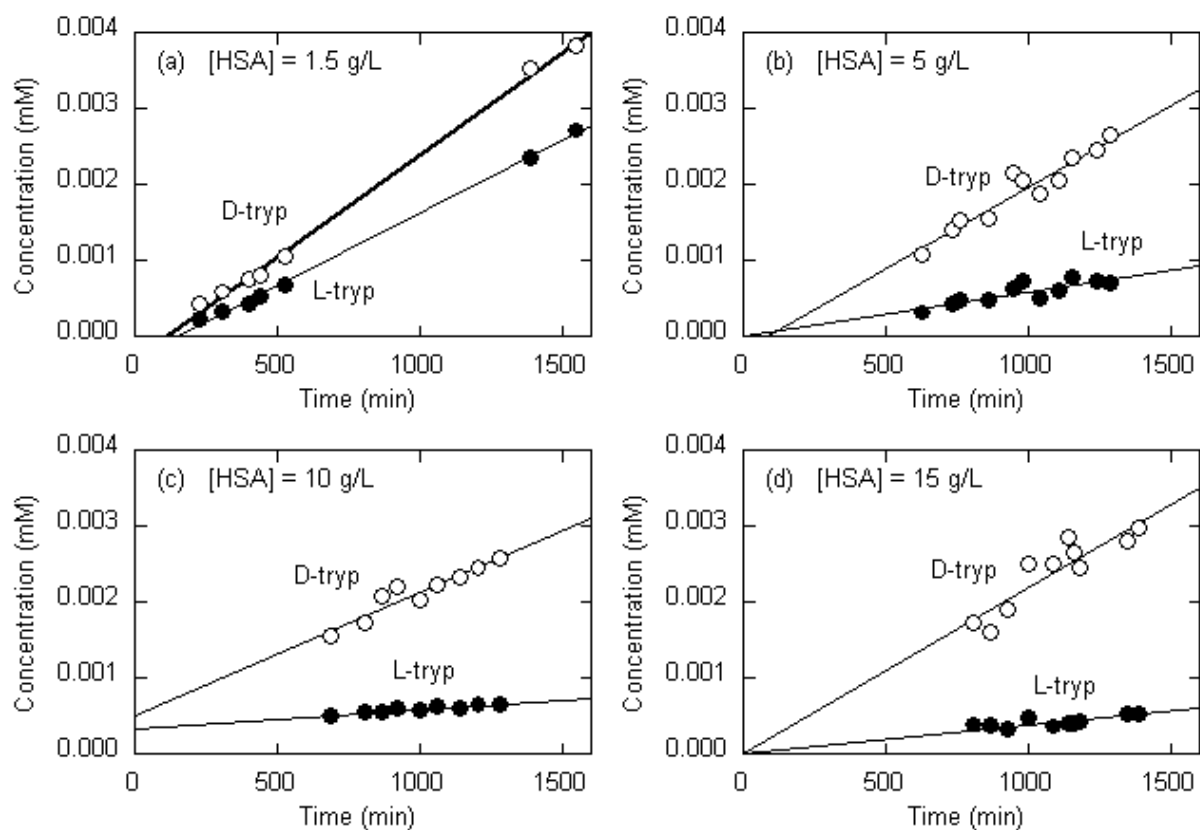 (a) [HSA] = 1.5 g/L
Concentration (mM)
0.004
0.003
0.002
0.001
0.000
D-tryp
L-tryp
0 500 1000 1500
Time (min)
(b) [HSA] = 5 g/L
Concentration (mM)
0.004
0.003
0.002
0.001
0.000
D-tryp
L-tryp
0 500 1000 1500
Time (min)
(c) [HSA] = 10 g/L
Concentration (mM)
0.004
0.003
0.002
0.001
0.000
D-tryp
L-tryp
0 500 1000 1500
Time (min)
(d) [HSA] = 15 g/L
Concentration (mM)
0.004
0.003
0.002
0.001
0.000
D-tryp
L-tryp
0 500 1000 1500
Time (min)